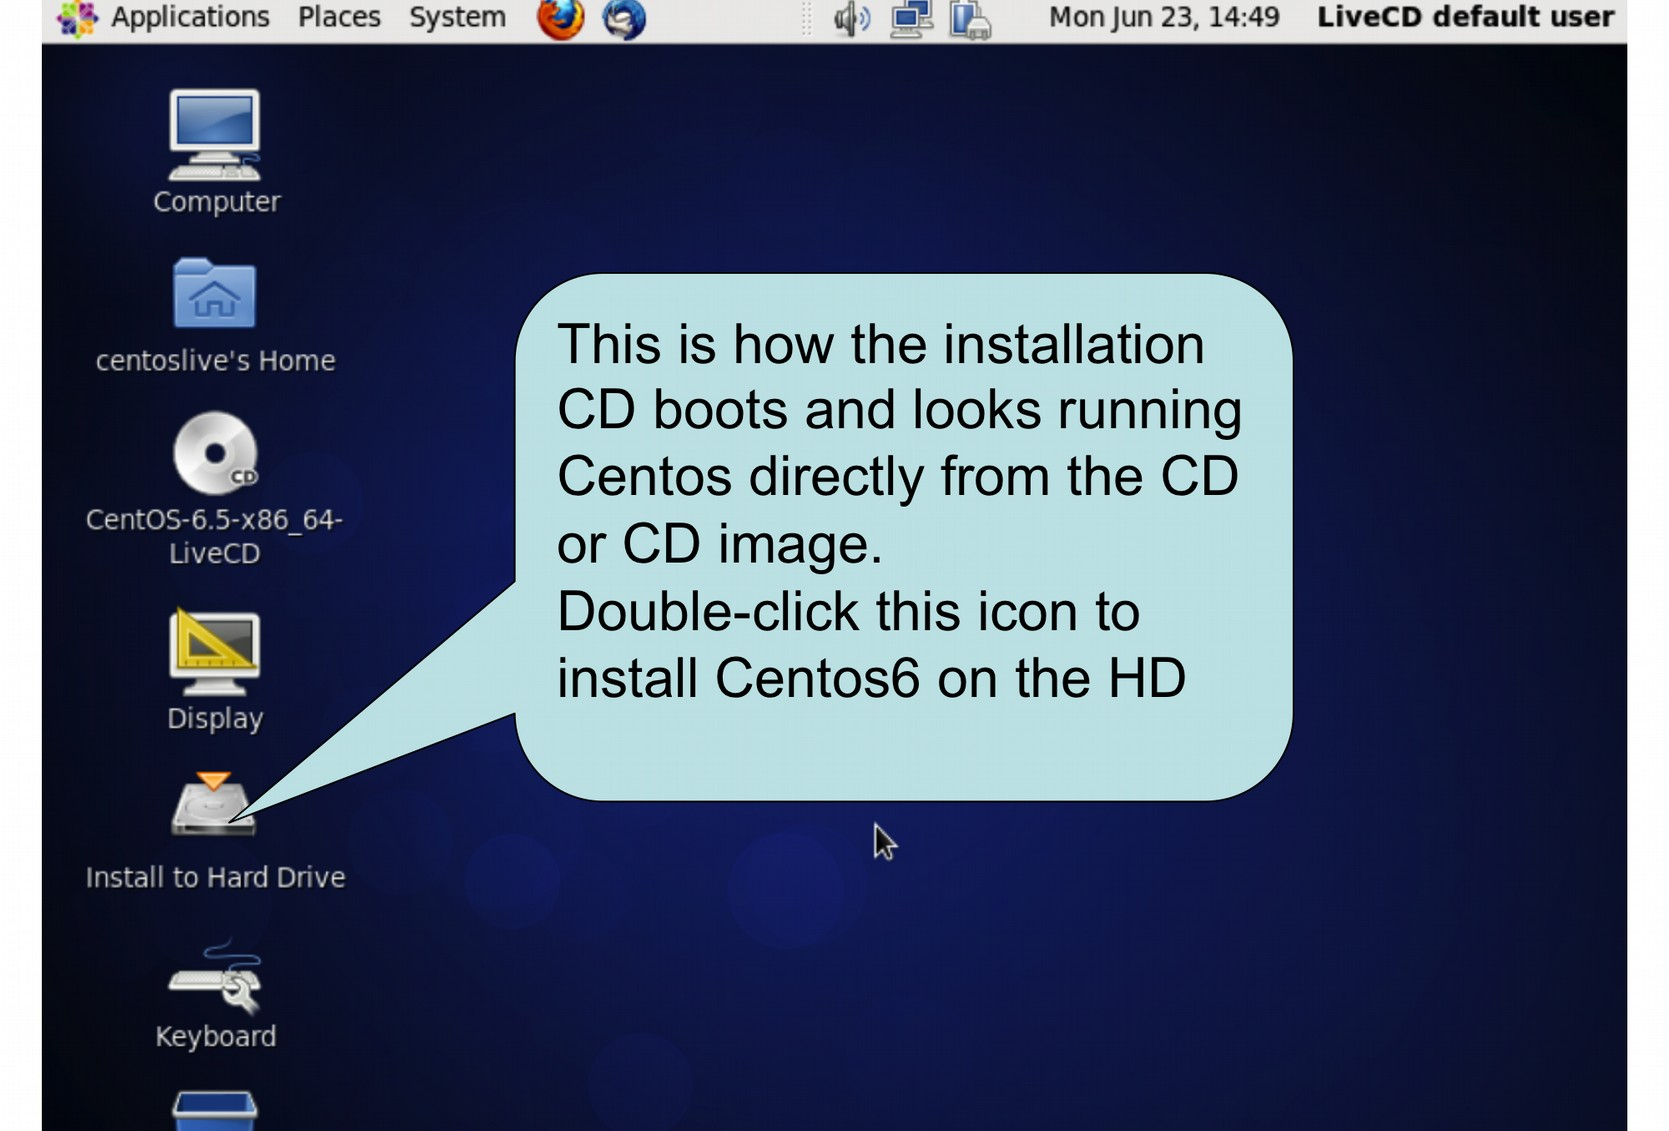 Applications Places System Mon Jun 23, 14:49 LiveCD default user
Computer
centoslive's Home
CD
CentOS-6.5-x86_64-
LiveCD
Display
Install to Hard Drive
Keyboard
This is how the installation
CD boots and looks running
Centos directly from the CD
or CD image.
Double-click this icon to
install Centos6 on the HD